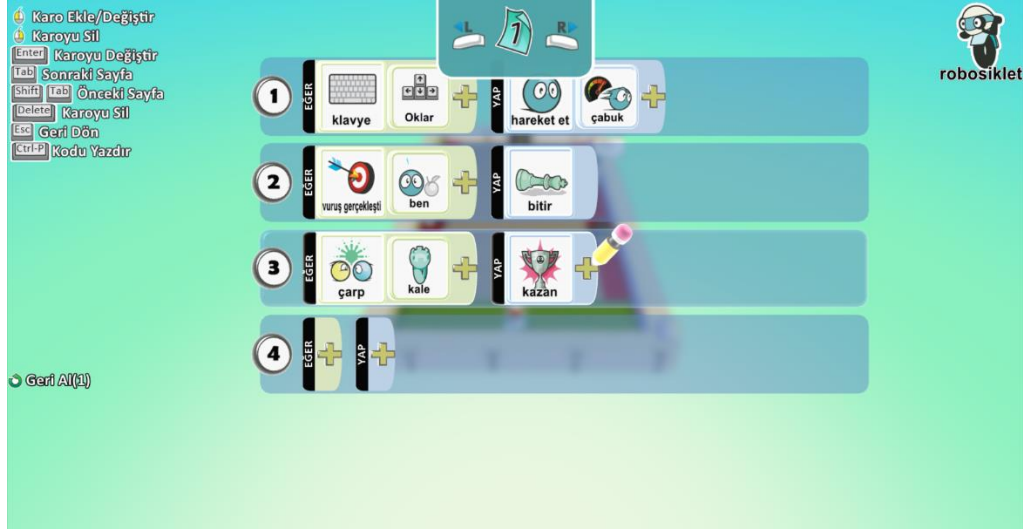 Karo Ekle/Değiştir
Karoyu Sil
Enter Karoyu Değiştir
Tab Sonraki Sayfa
Shift Tab Önceki Sayfa
Delete Karoyu Sil
Esc Geri Dön
Ctrl-P Kodu Yazdır
L 1 R
robosiklet
1 EĞER klavye Oklar YAP hareket et çabuk
2 EĞER vuruş gerçekleşti ben YAP bitir
3 EĞER çarp kale YAP kazan
4 EĞER YAP
Geri Al(1)